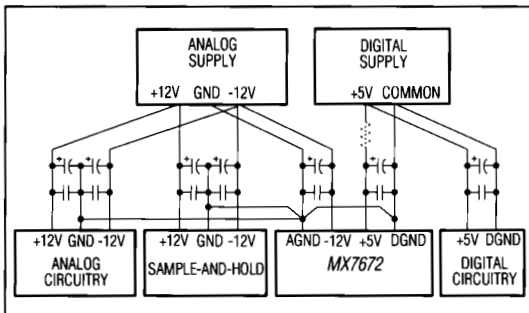 ANALOG
SUPPLY
+12V GND -12V
DIGITAL
SUPPLY
+5V COMMON
+ + + + + + +
+12V GND -12V
ANALOG
CIRCUITRY
+12V GND -12V
SAMPLE-AND-HOLD
AGND -12V +5V DGND
MX7672
+5V DGND
DIGITAL
CIRCUITRY